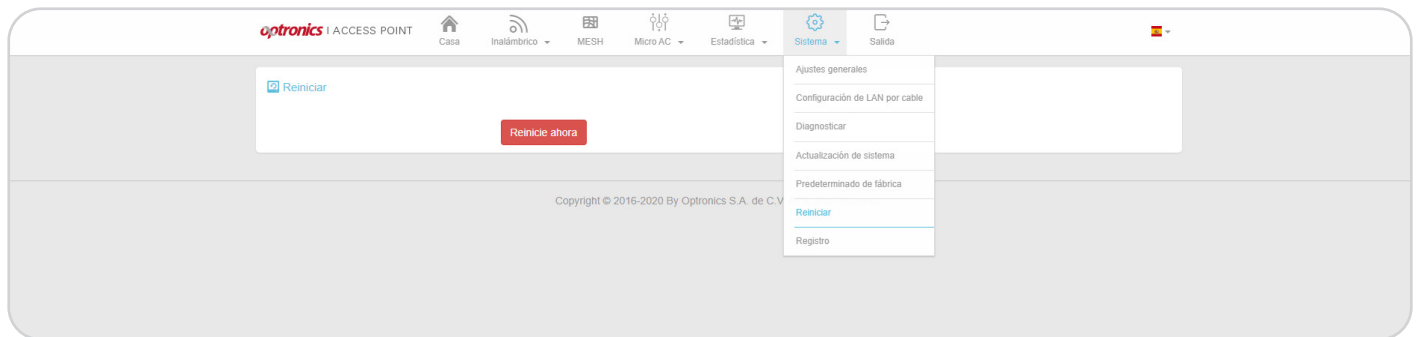 optronics | ACCESS POINT
Casa
Inalámbrico
MESH
Micro AC
Estadística
Sistema
Salida
Ajustes generales
Configuración de LAN por cable
Diagnosticar
Actualización de sistema
Predeterminado de fábrica
Reiniciar
Registro
Reiniciar
Reinicie ahora
Copyright © 2016-2020 By Optronics S.A. de C.V